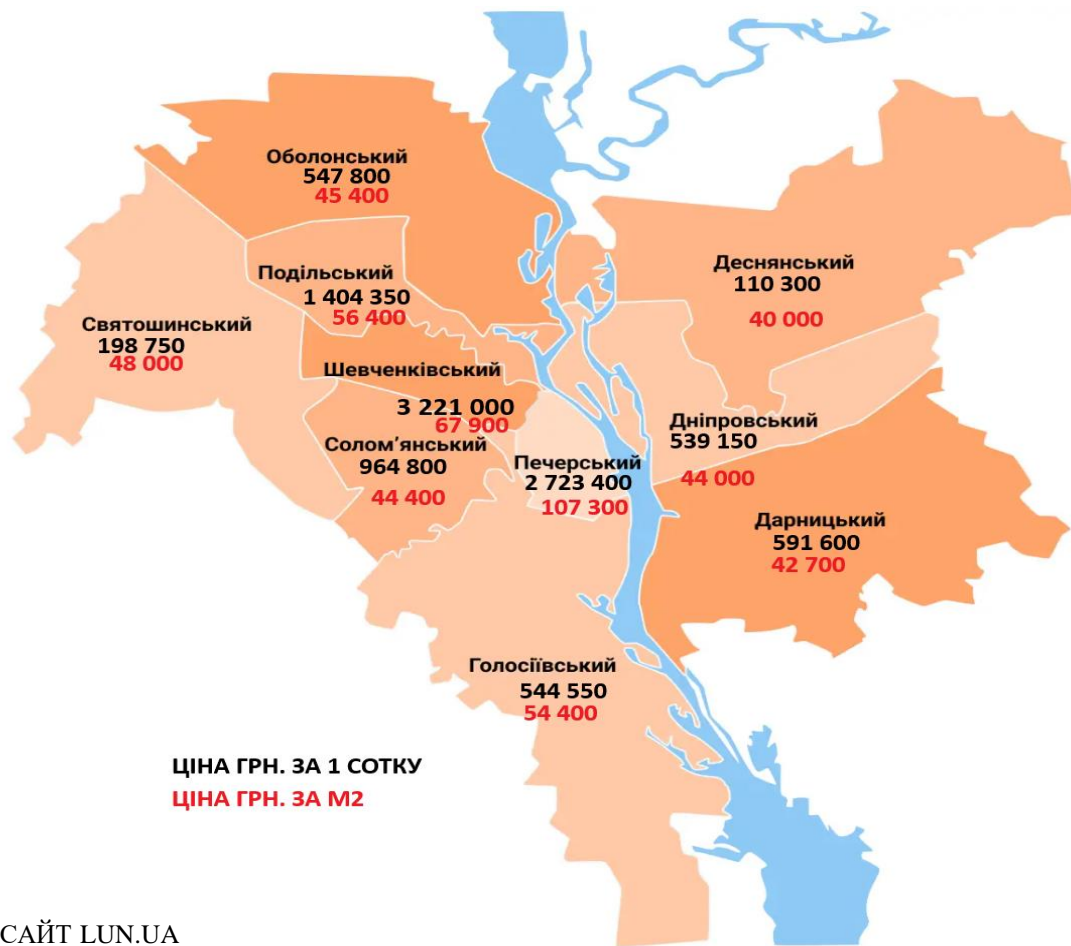 Оболонський
547 800
45 400
Подільський
1 404 350
56 400
Деснянський
110 300
40 000
Святошинський
198 750
48 000
Шевченківський
3 221 000
67 900
Солом’янський
964 800
44 400
Печерський
2 723 400
107 300
Дніпровський
539 150
44 000
Дарницький
591 600
42 700
Голосіївський
544 550
54 400
ЦІНА ГРН. ЗА 1 СОТКУ
ЦІНА ГРН. ЗА М2
САЙТ LUN.UA